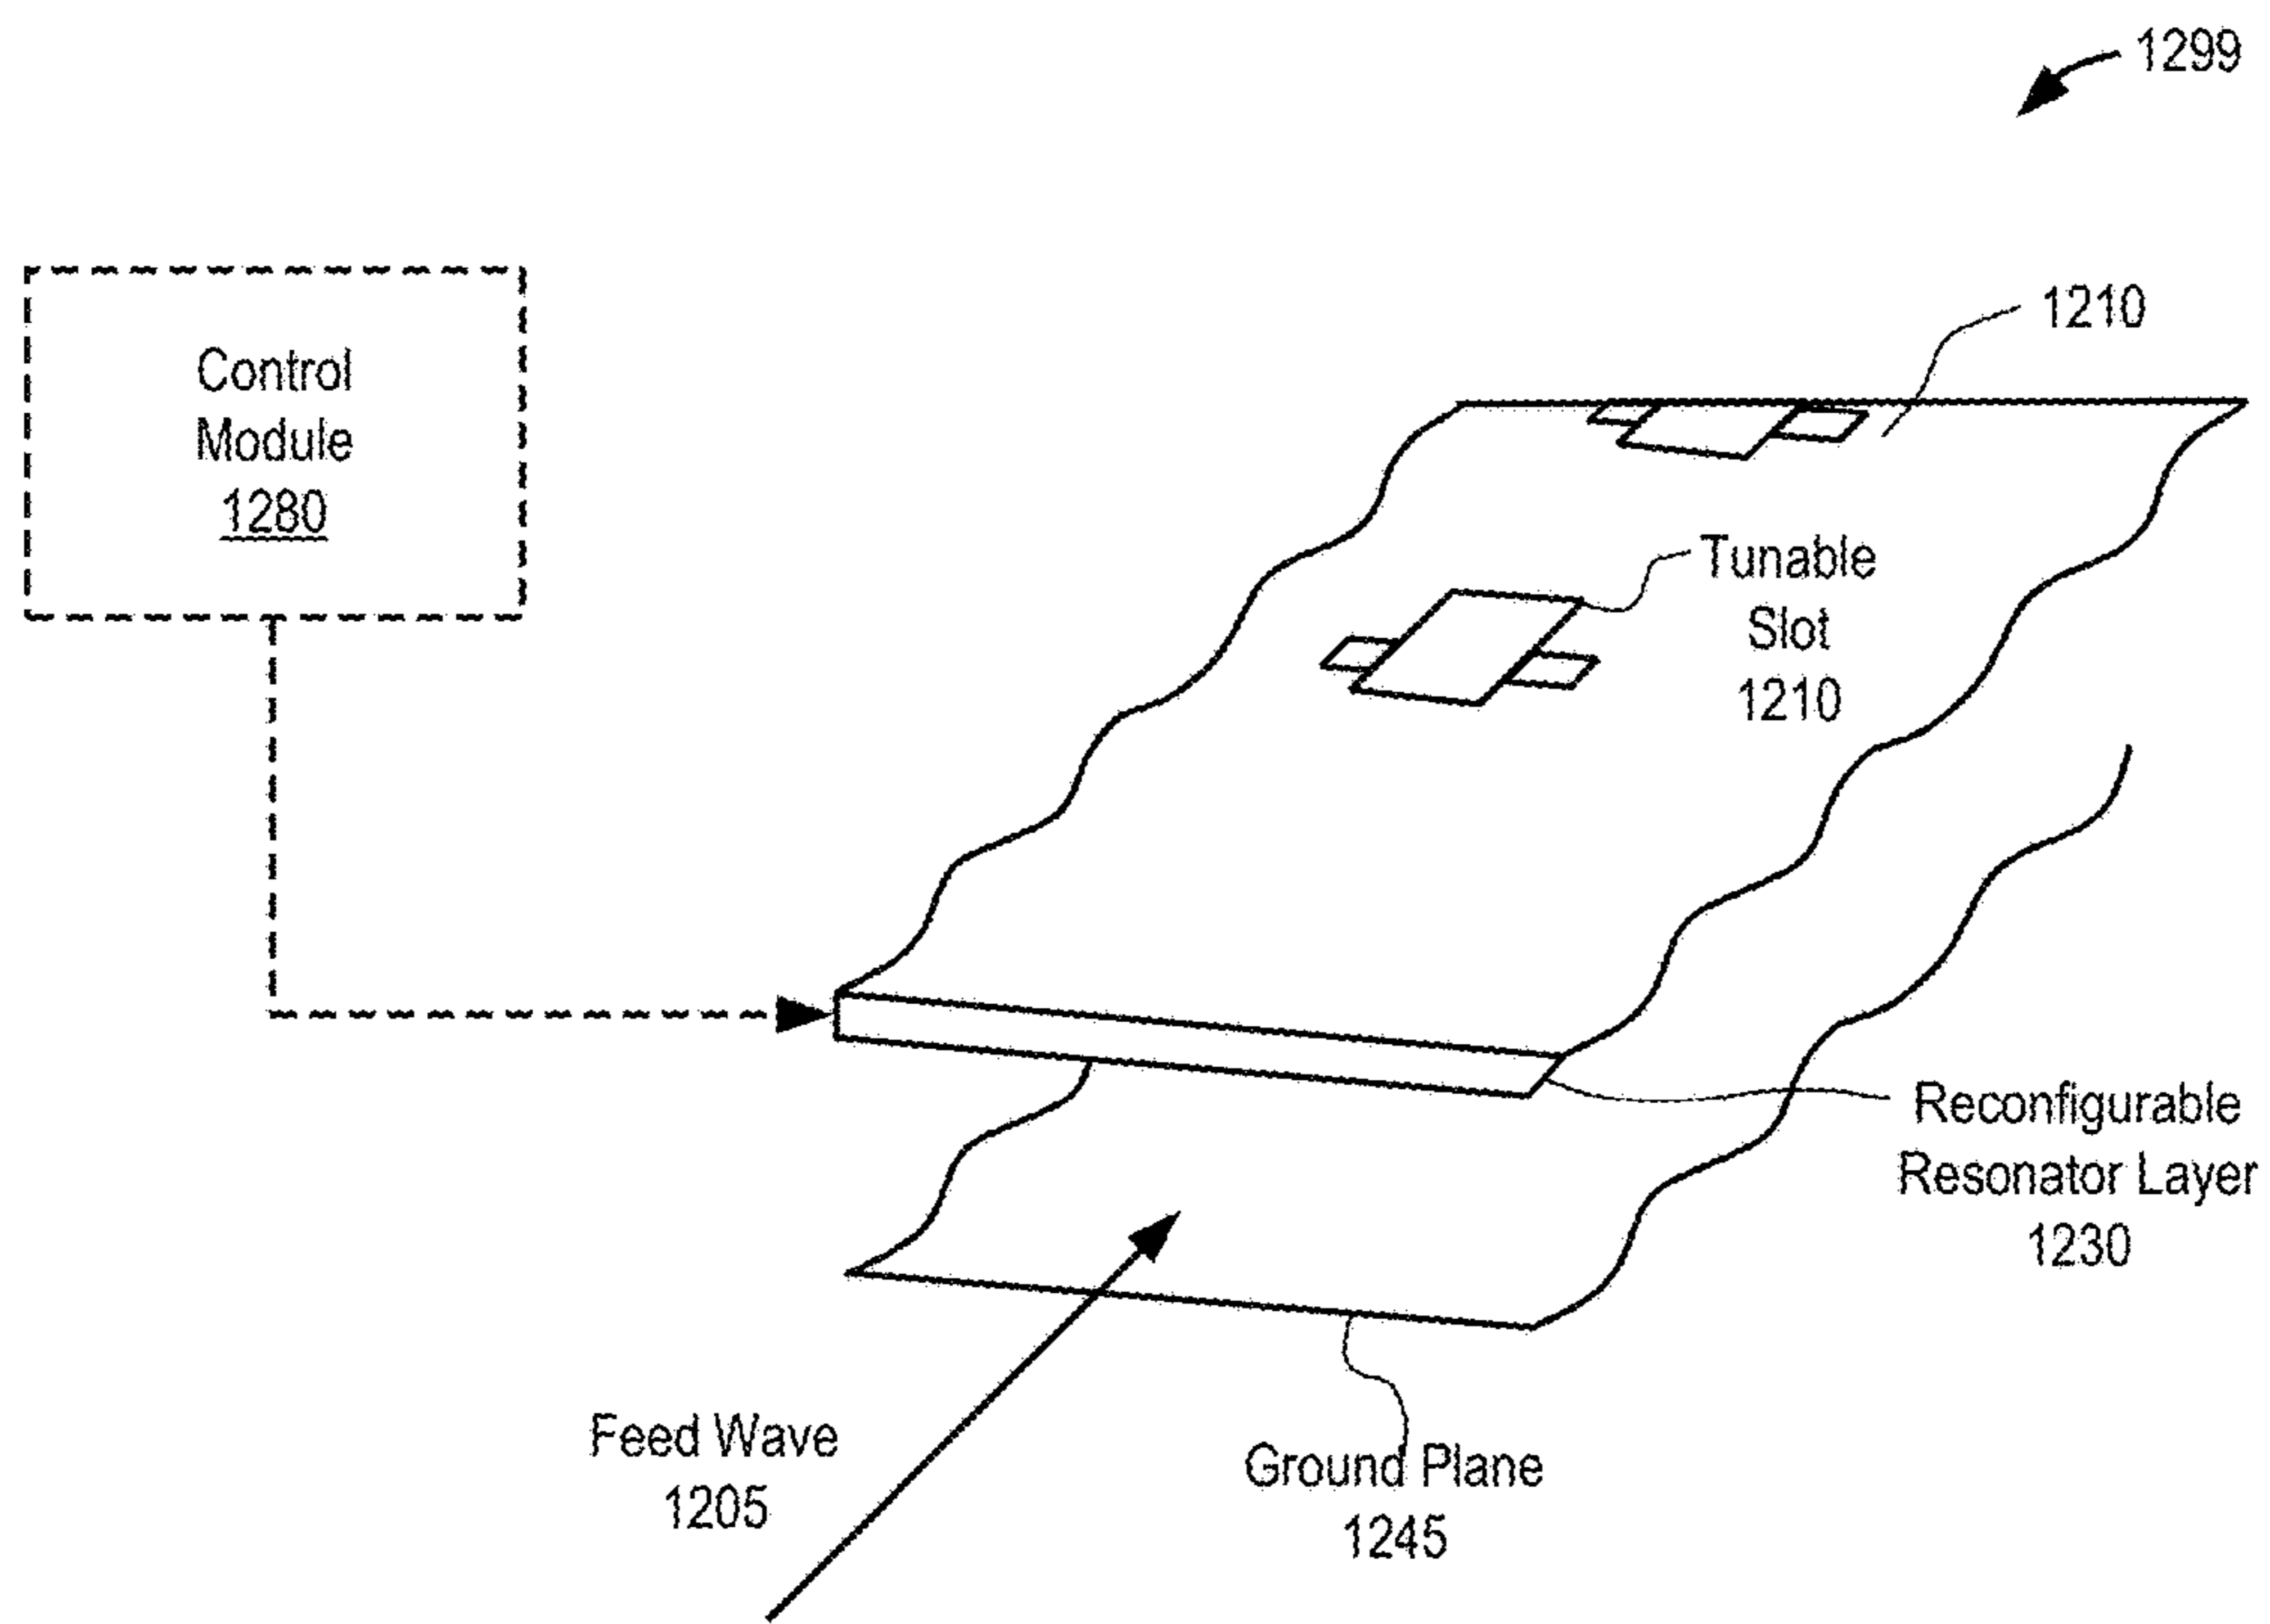 1299
Control
Module
1280
1210
Tunable
Slot
1210
Reconfigurable
Resonator Layer
1230
Feed Wave
1205
Ground Plane
1245